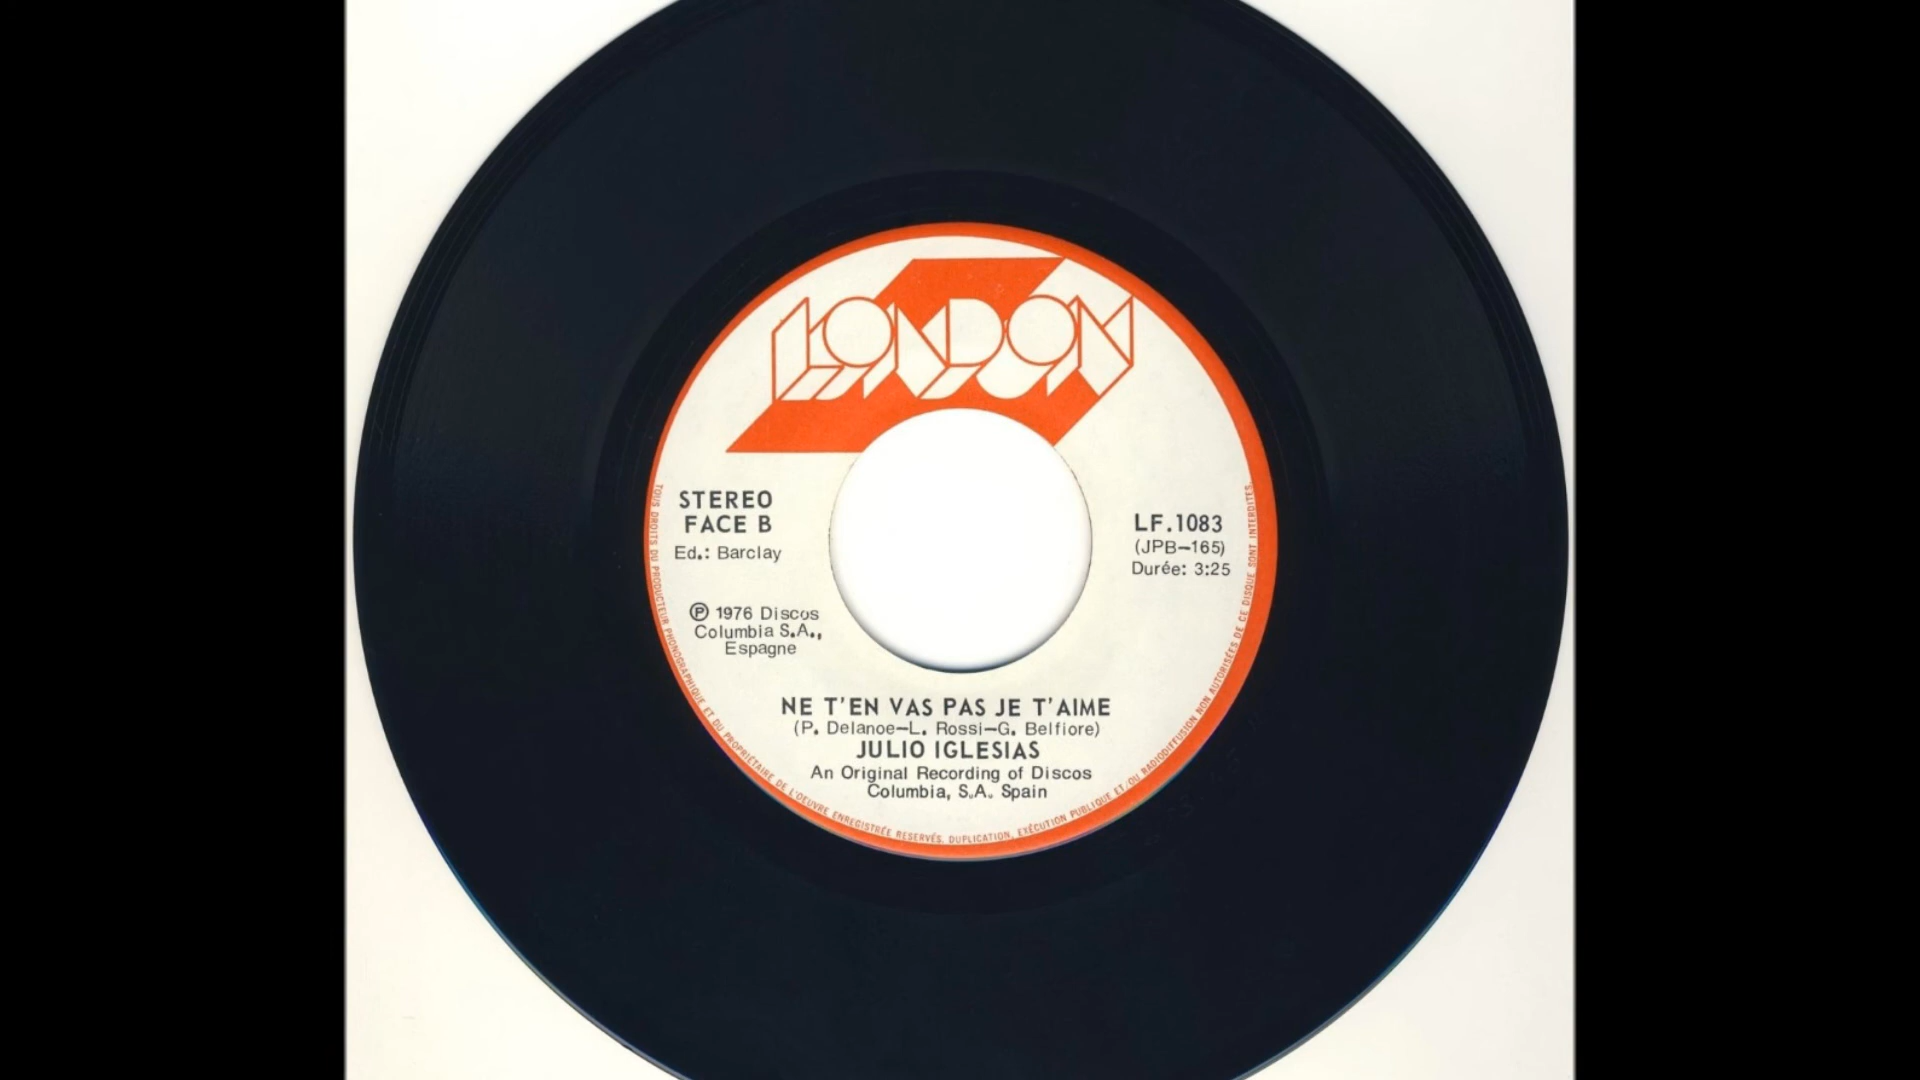 LONDON
STEREO
FACE B
Ed.: Barclay
LF.1083
(JPB-165)
Durée: 3:25
Ⓟ 1976 Discos
Columbia S.A.,
Espagne
NE T'EN VAS PAS JE T'AIME
(P. Delanoe-L. Rossi-G. Belfiore)
JULIO IGLESIAS
An Original Recording of Discos
Columbia, S.A. Spain
TOUS DROITS DU PRODUCTEUR PHONOGRAPHIQUE ET DU PROPRIÉTAIRE DE L'OEUVRE ENREGISTRÉE RESERVÉS. DUPLICATION, EXÉCUTION PUBLIQUE ET/OU RADIODIFFUSION NON AUTORISÉES DE CE DISQUE SONT INTERDITES.